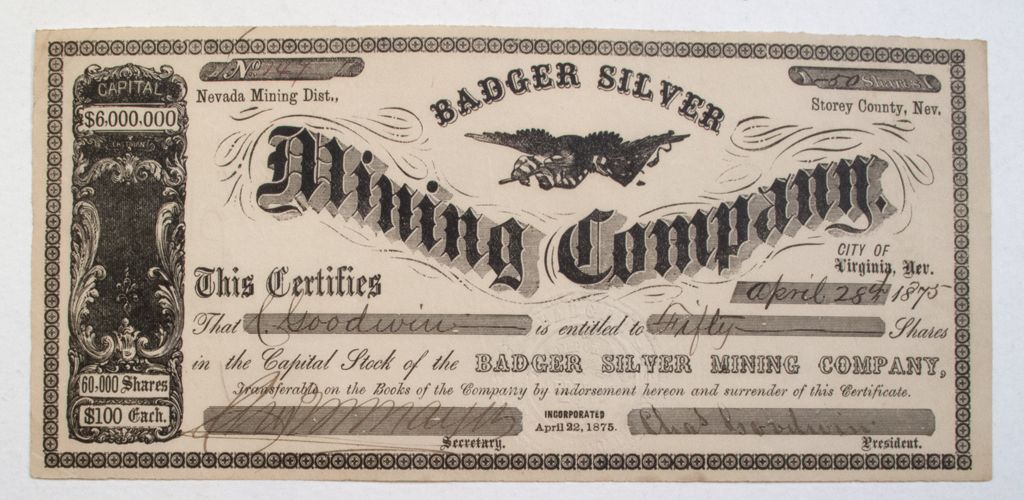 CAPITAL
$6.000.000
60.000 Shares
$100 Each.
No
-50- Shares
Nevada Mining Dist.,
Storey County, Nev.
BADGER SILVER
Mining Company.
CITY OF
Virginia, Nev.
April 28th 1875
This Certifies
That C. Goodwin is entitled to Fifty Shares
in the Capital Stock of the BADGER SILVER MINING COMPANY,
Transferable on the Books of the Company by indorsement hereon and surrender of this Certificate.
INCORPORATED
April 22, 1875.
Chas Goodwin
Secretary.
President.